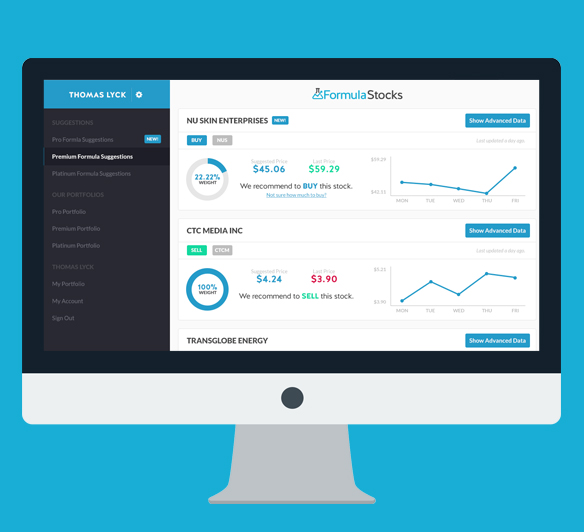 THOMAS LYCK
SUGGESTIONS
Pro Formla Suggestions NEW!
Premium Formula Suggestions
Platinum Formula Suggestions
OUR PORTFOLIOS
Pro Portfolio
Premium Portfolio
Platinum Portfolio
THOMAS LYCK
My Portfolio
My Account
Sign Out
FormulaStocks
NU SKIN ENTERPRISES NEW! Show Advanced Data
BUY NUS Last updated a day ago.
22.22% WEIGHT
Suggested Price Last Price
$45.06 $59.29
We recommend to BUY this stock.
Not sure how much to buy?
$59.29
MON TUE WED THU FRI
CTC MEDIA INC Show Advanced Data
SELL CTCM Last updated a day ago.
100% WEIGHT
Suggested Price Last Price
$4.24 $3.90
We recommend to SELL this stock.
$3.90
MON TUE WED THU FRI
TRANSGLOBE ENERGY Show Advanced Data